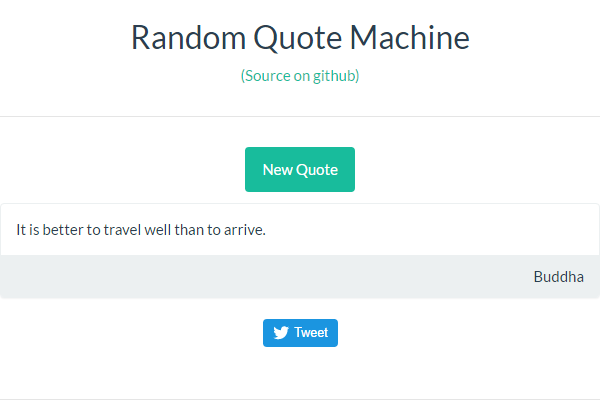 Random Quote Machine
(Source on github)
New Quote
It is better to travel well than to arrive.
Buddha
Tweet